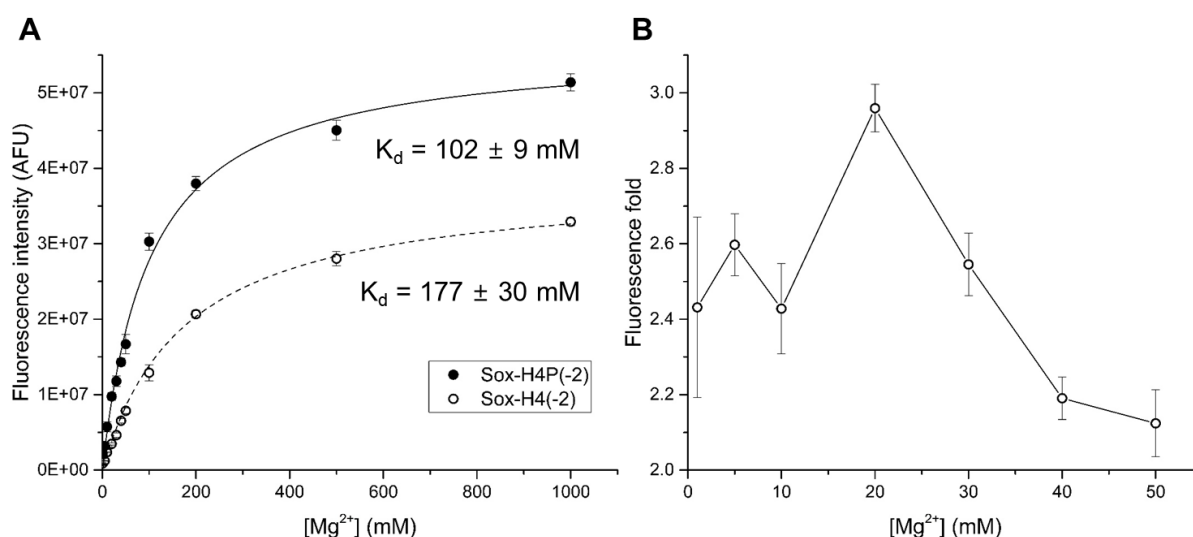 A
5E+07
4E+07
3E+07
2E+07
1E+07
0E+00
Fluorescence intensity (AFU)
K_d = 102 ± 9 mM
K_d = 177 ± 30 mM
Sox-H4P(-2)
Sox-H4(-2)
0 200 400 600 800 1000
[Mg²⁺] (mM)
B
3.0
2.8
2.6
2.4
2.2
2.0
Fluorescence fold
0 10 20 30 40 50
[Mg²⁺] (mM)